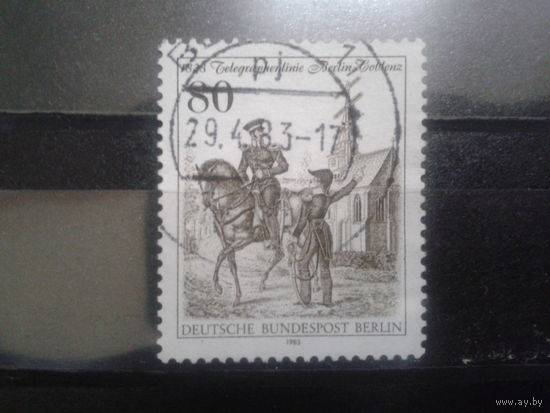 1833 Telegraphenlinie Berlin-Coblenz
80
29.4.83-17
DEUTSCHE BUNDESPOST BERLIN
1983
www.ay.by